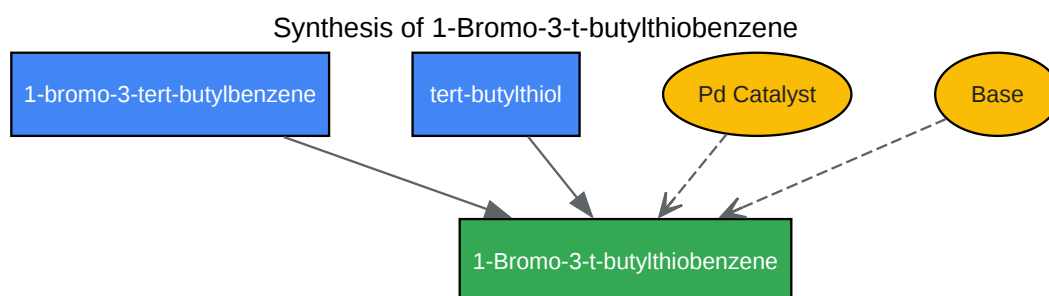 Synthesis of 1-Bromo-3-t-butylthiobenzene
1-bromo-3-tert-butylbenzene
tert-butylthiol
Pd Catalyst
Base
1-Bromo-3-t-butylthiobenzene